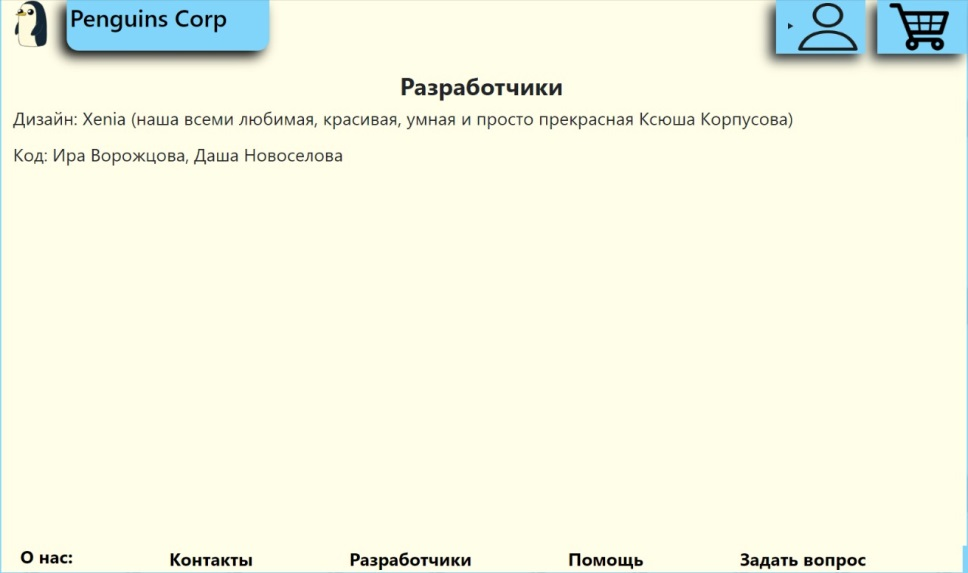 Penguins Corp
Разработчики
Дизайн: Xenia (наша всеми любимая, красивая, умная и просто прекрасная Ксюша Корпусова)
Код: Ира Ворожцова, Даша Новоселова
О нас: Контакты Разработчики Помощь Задать вопрос